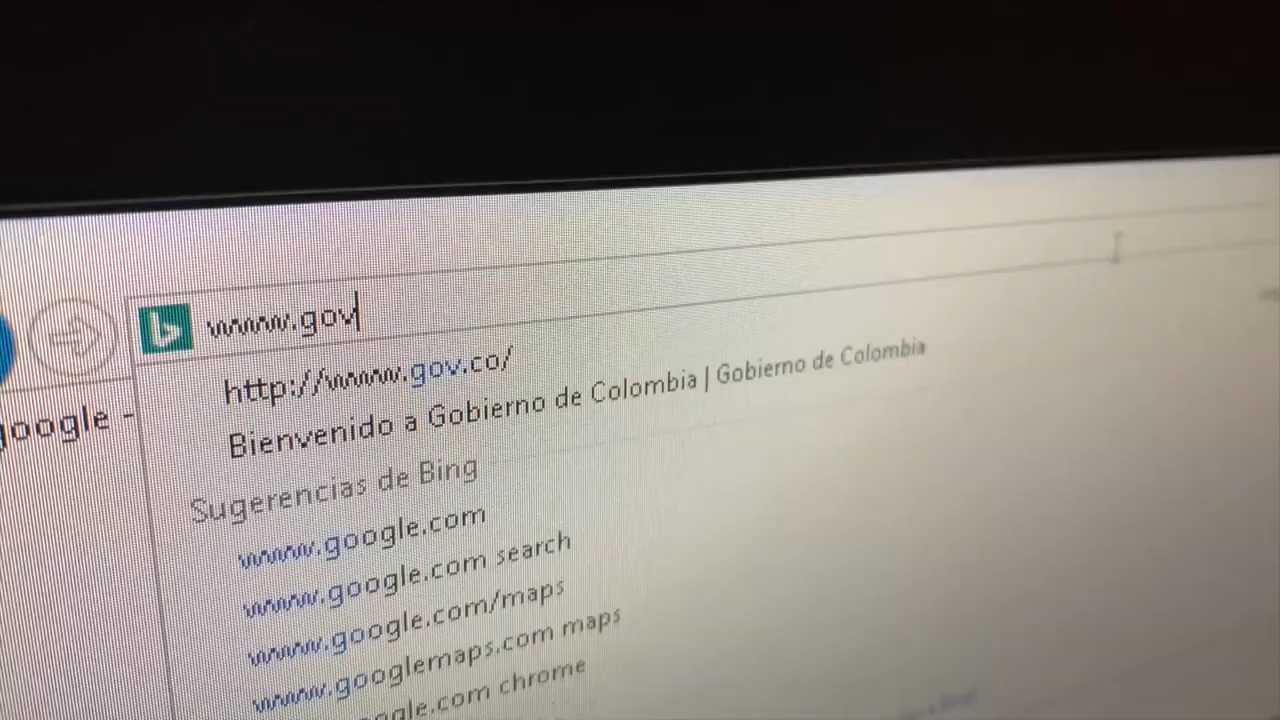 www.gov
http://www.gov.co/
google -
Bienvenido a Gobierno de Colombia | Gobierno de Colombia
Sugerencias de Bing
www.google.com
www.google.com search
www.google.com/maps
www.googlemaps.com maps
gle.com chrome